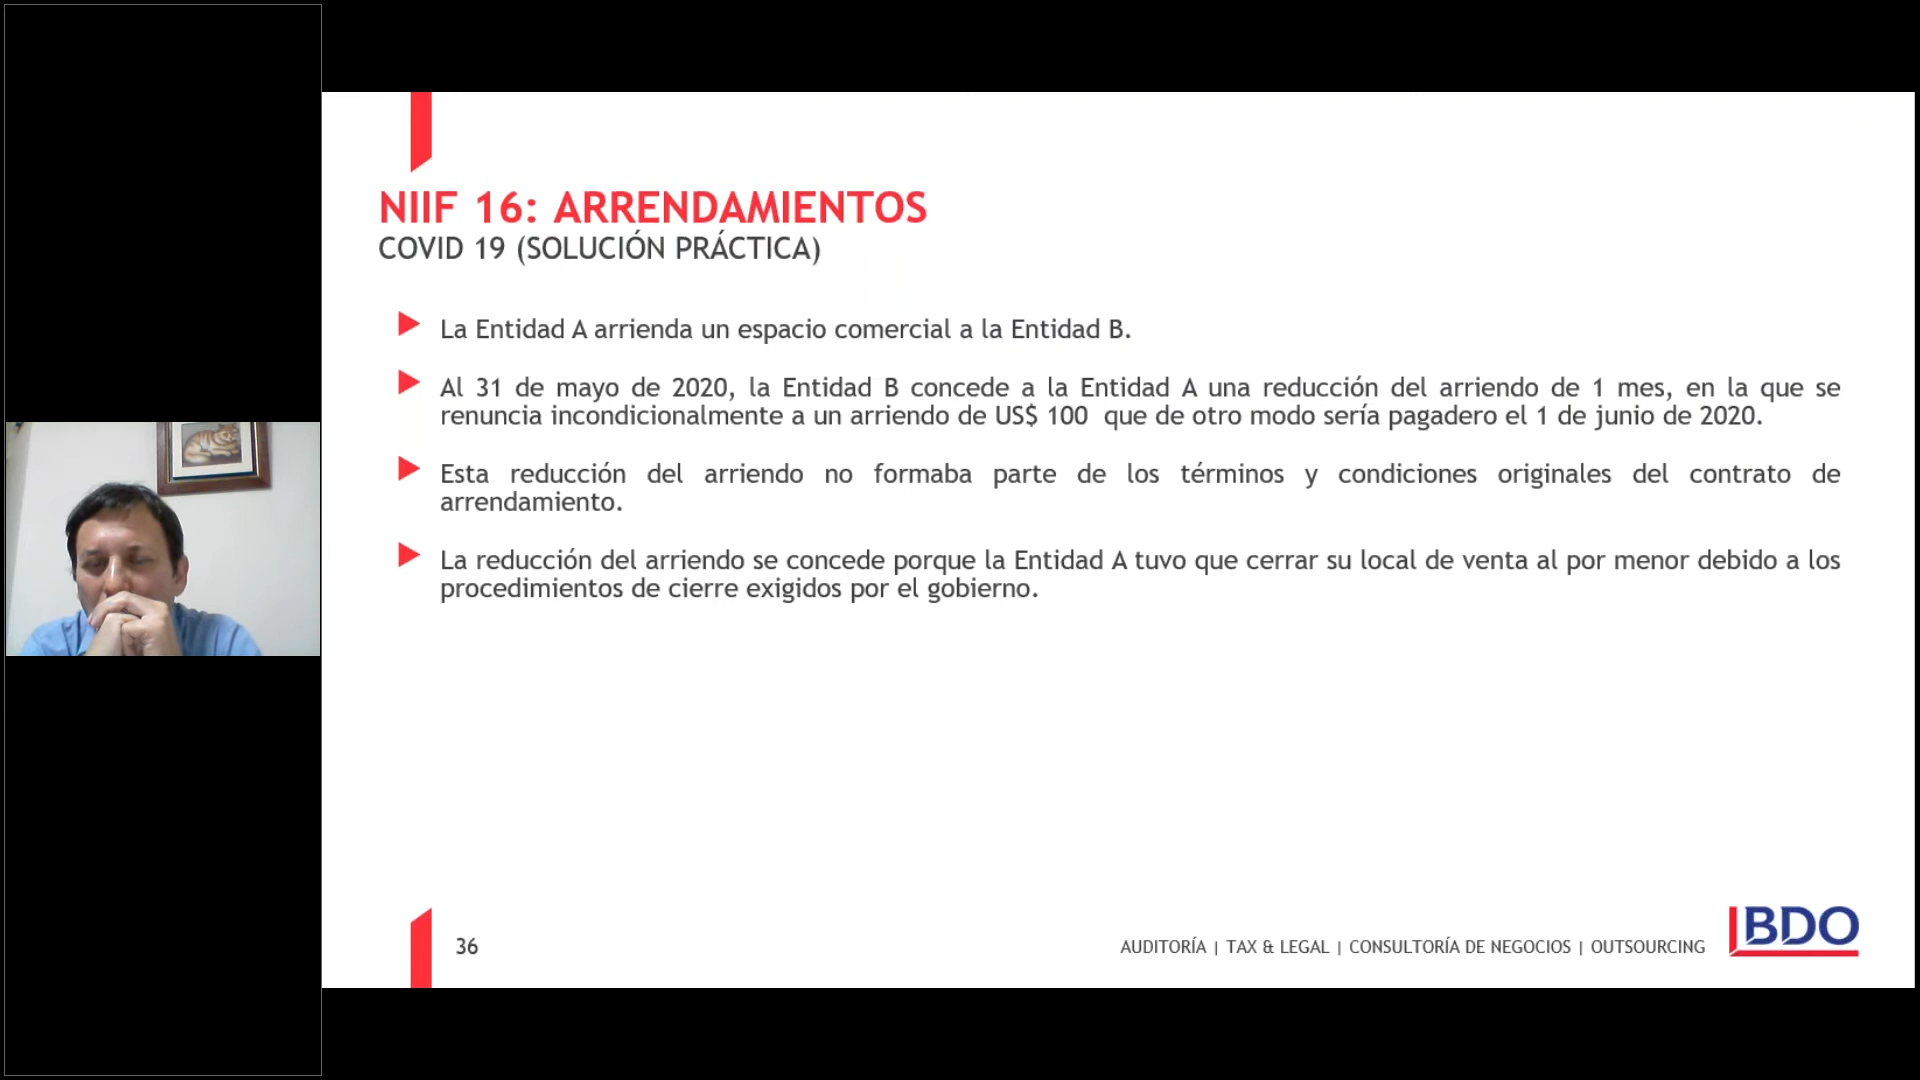 NIIF 16: ARRENDAMIENTOS
COVID 19 (SOLUCIÓN PRÁCTICA)
La Entidad A arrienda un espacio comercial a la Entidad B.
Al 31 de mayo de 2020, la Entidad B concede a la Entidad A una reducción del arriendo de 1 mes, en la que se
renuncia incondicionalmente a un arriendo de US$ 100 que de otro modo sería pagadero el 1 de junio de 2020.
Esta reducción del arriendo no formaba parte de los términos y condiciones originales del contrato de
arrendamiento.
La reducción del arriendo se concede porque la Entidad A tuvo que cerrar su local de venta al por menor debido a los
procedimientos de cierre exigidos por el gobierno.
36
AUDITORÍA | TAX & LEGAL | CONSULTORÍA DE NEGOCIOS | OUTSOURCING
BDO